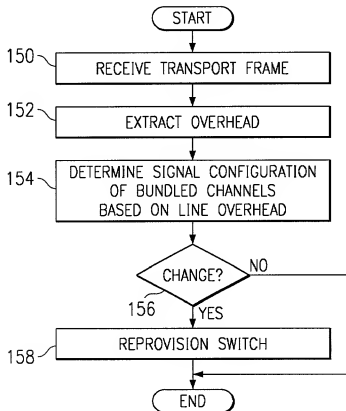 START
150
RECEIVE TRANSPORT FRAME
152
EXTRACT OVERHEAD
154
DETERMINE SIGNAL CONFIGURATION
OF BUNDLED CHANNELS
BASED ON LINE OVERHEAD
CHANGE?
NO
156
YES
158
REPROVISION SWITCH
END